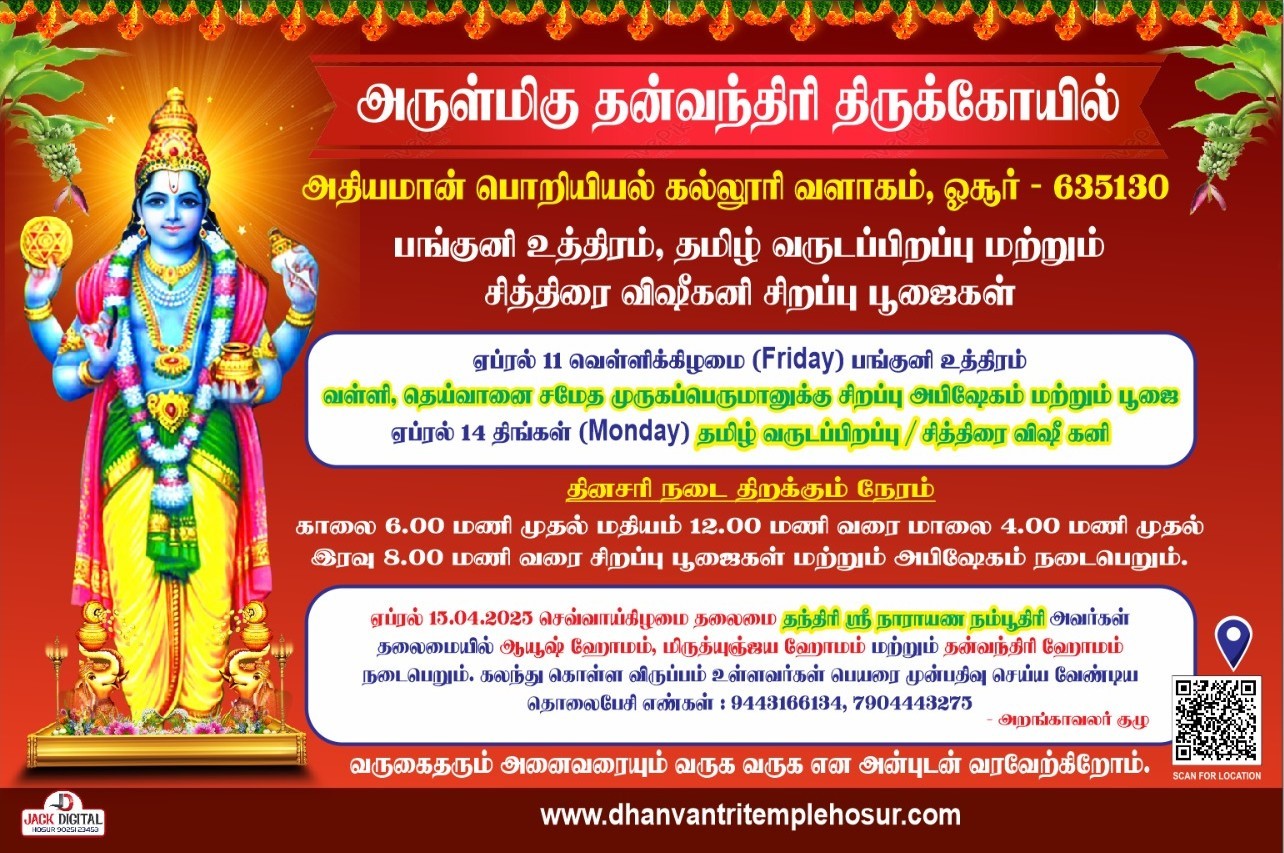 அருள்மிகு தன்வந்திரி திருக்கோயில்
அதியமான் பொறியியல் கல்லூரி வளாகம், ஓசூர் - 635130
பங்குனி உத்திரம், தமிழ் வருடப்பிறப்பு மற்றும்
சித்திரை விஷீகனி சிறப்பு பூஜைகள்
ஏப்ரல் 11 வெள்ளிக்கிழமை (Friday) பங்குனி உத்திரம்
வள்ளி, தெய்வானை சமேத முருகப்பெருமானுக்கு சிறப்பு அபிஷேகம் மற்றும் பூஜை
ஏப்ரல் 14 திங்கள் (Monday) தமிழ் வருடப்பிறப்பு / சித்திரை விஷீ கனி
தினசரி நடை திறக்கும் நேரம்
காலை 6.00 மணி முதல் மதியம் 12.00 மணி வரை மாலை 4.00 மணி முதல்
இரவு 8.00 மணி வரை சிறப்பு பூஜைகள் மற்றும் அபிஷேகம் நடைபெறும்.
ஏப்ரல் 15.04.2025 செவ்வாய்கிழமை தலைமை தந்திரி ஸ்ரீ நாராயண நம்பூதிரி அவர்கள்
தலைமையில் ஆயூஷ் ஹோமம், மிருத்யுஞ்ஜய ஹோமம் மற்றும் தன்வந்திரி ஹோமம்
நடைபெறும். கலந்து கொள்ள விருப்பம் உள்ளவர்கள் பெயரை முன்பதிவு செய்ய வேண்டிய
தொலைபேசி எண்கள் : 9443166134, 7904443275
- அறங்காவலர் குழு
SCAN FOR LOCATION
வருகைதரும் அனைவரையும் வருக வருக என அன்புடன் வரவேற்கிறோம்.
www.dhanvantritemplehosur.com
JACK DIGITAL
HOSUR 9025123453